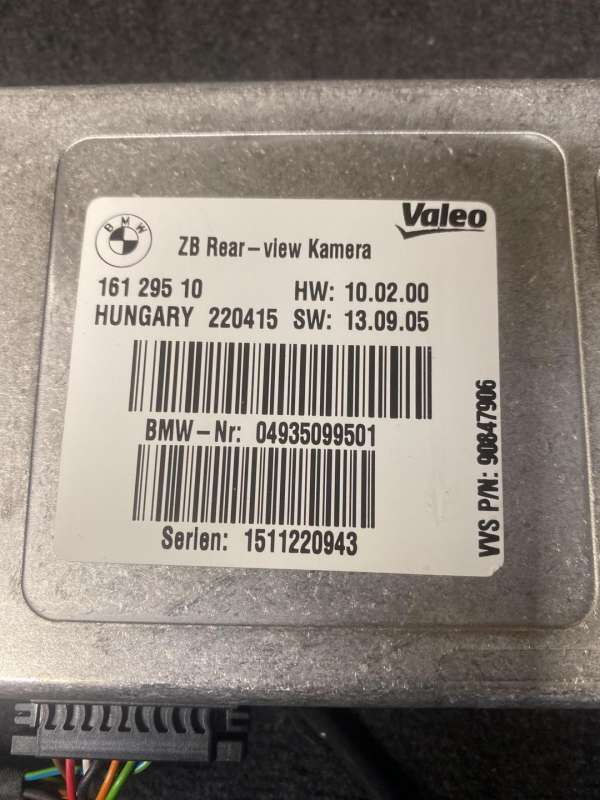 BMW
Valeo
ZB Rear-view Kamera
161 295 10 HW: 10.02.00
HUNGARY 220415 SW: 13.09.05
BMW-Nr: 04935099501
Serien: 1511220943
VVS P/N: 90847906